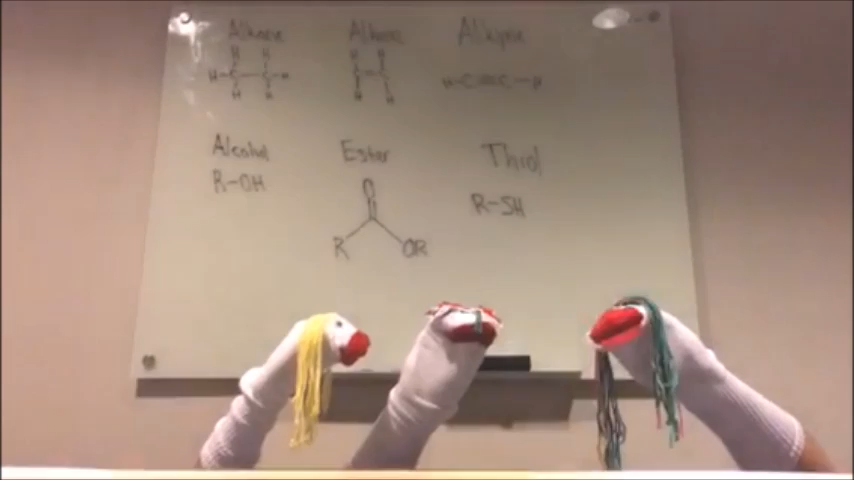 Alkane Alkene Alkyne
H H H H
H-C-C-H C=C H-C≡C-H
H H H H
Alcohol Ester Thiol
R-OH O R-SH
R OR